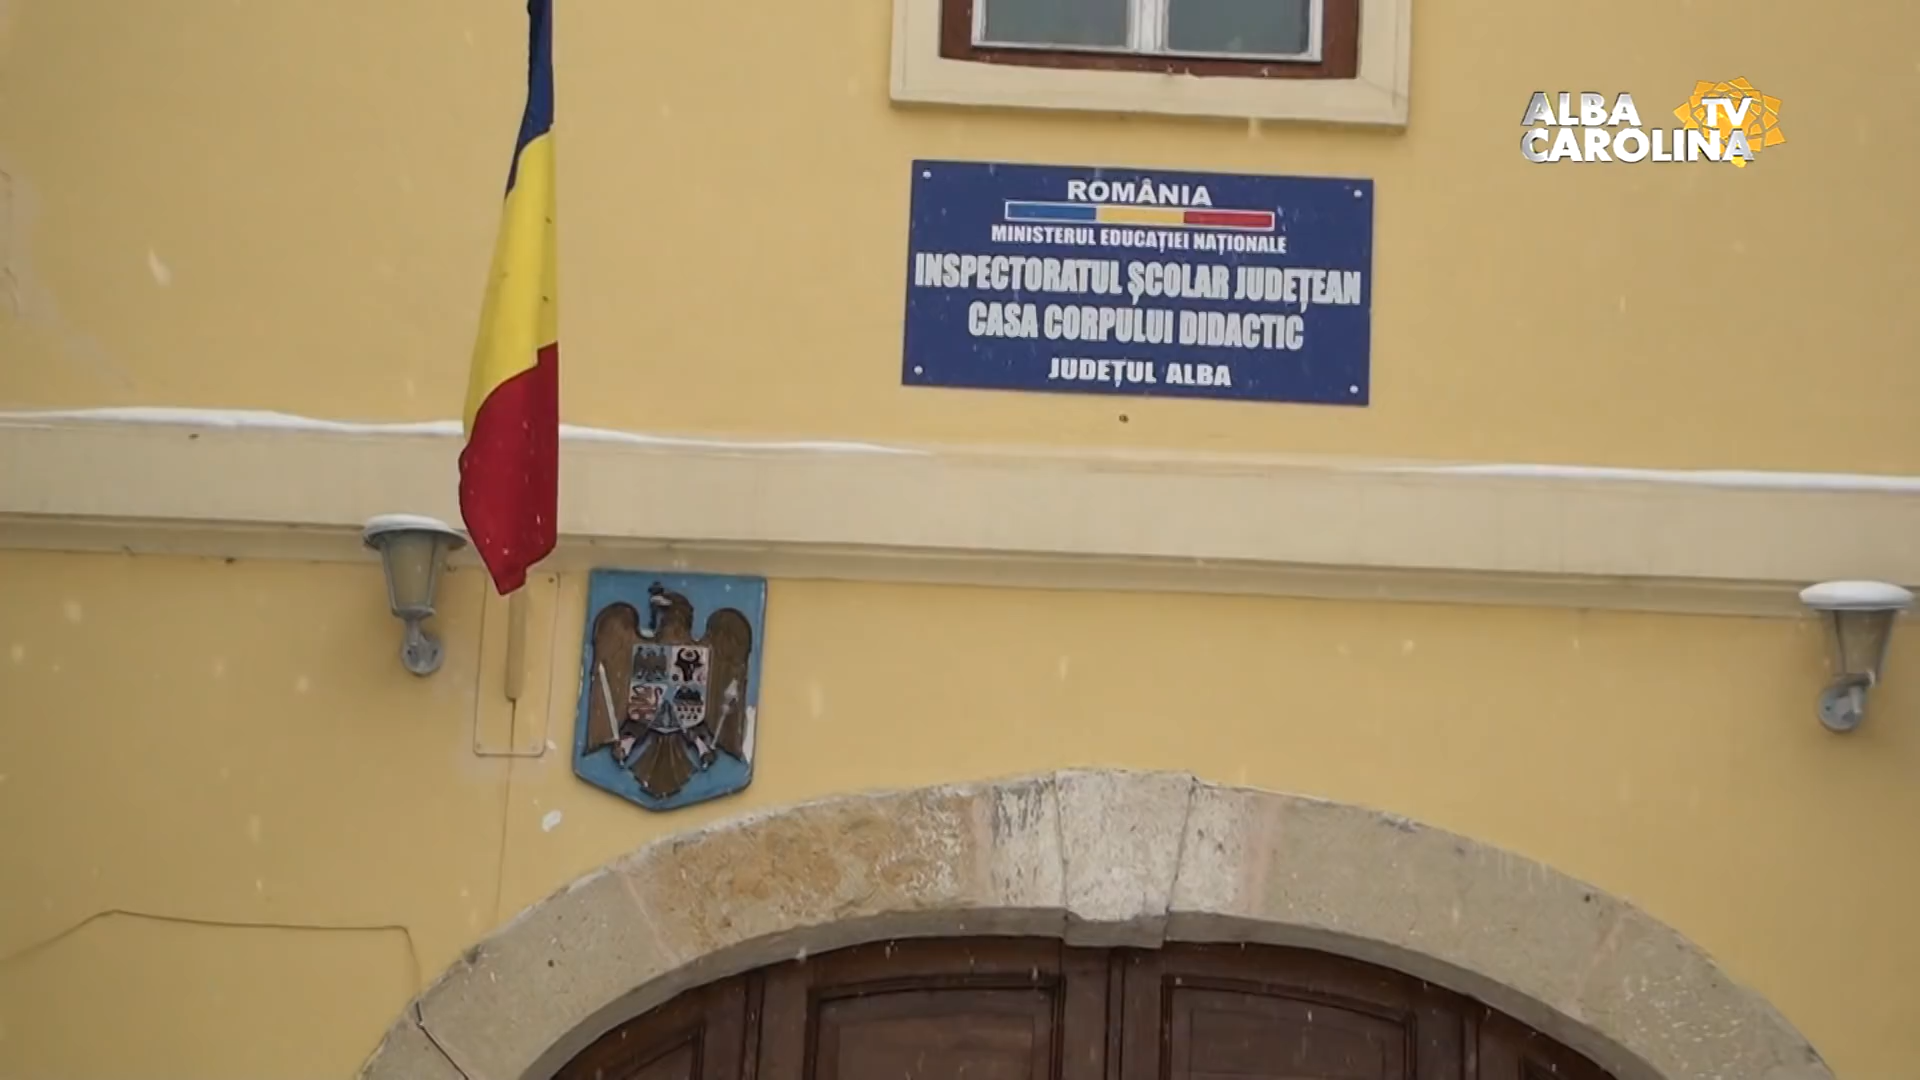 ALBA TV
CAROLINA
ROMÂNIA
MINISTERUL EDUCAȚIEI NAȚIONALE
INSPECTORATUL ȘCOLAR JUDEȚEAN
CASA CORPULUI DIDACTIC
JUDEȚUL ALBA